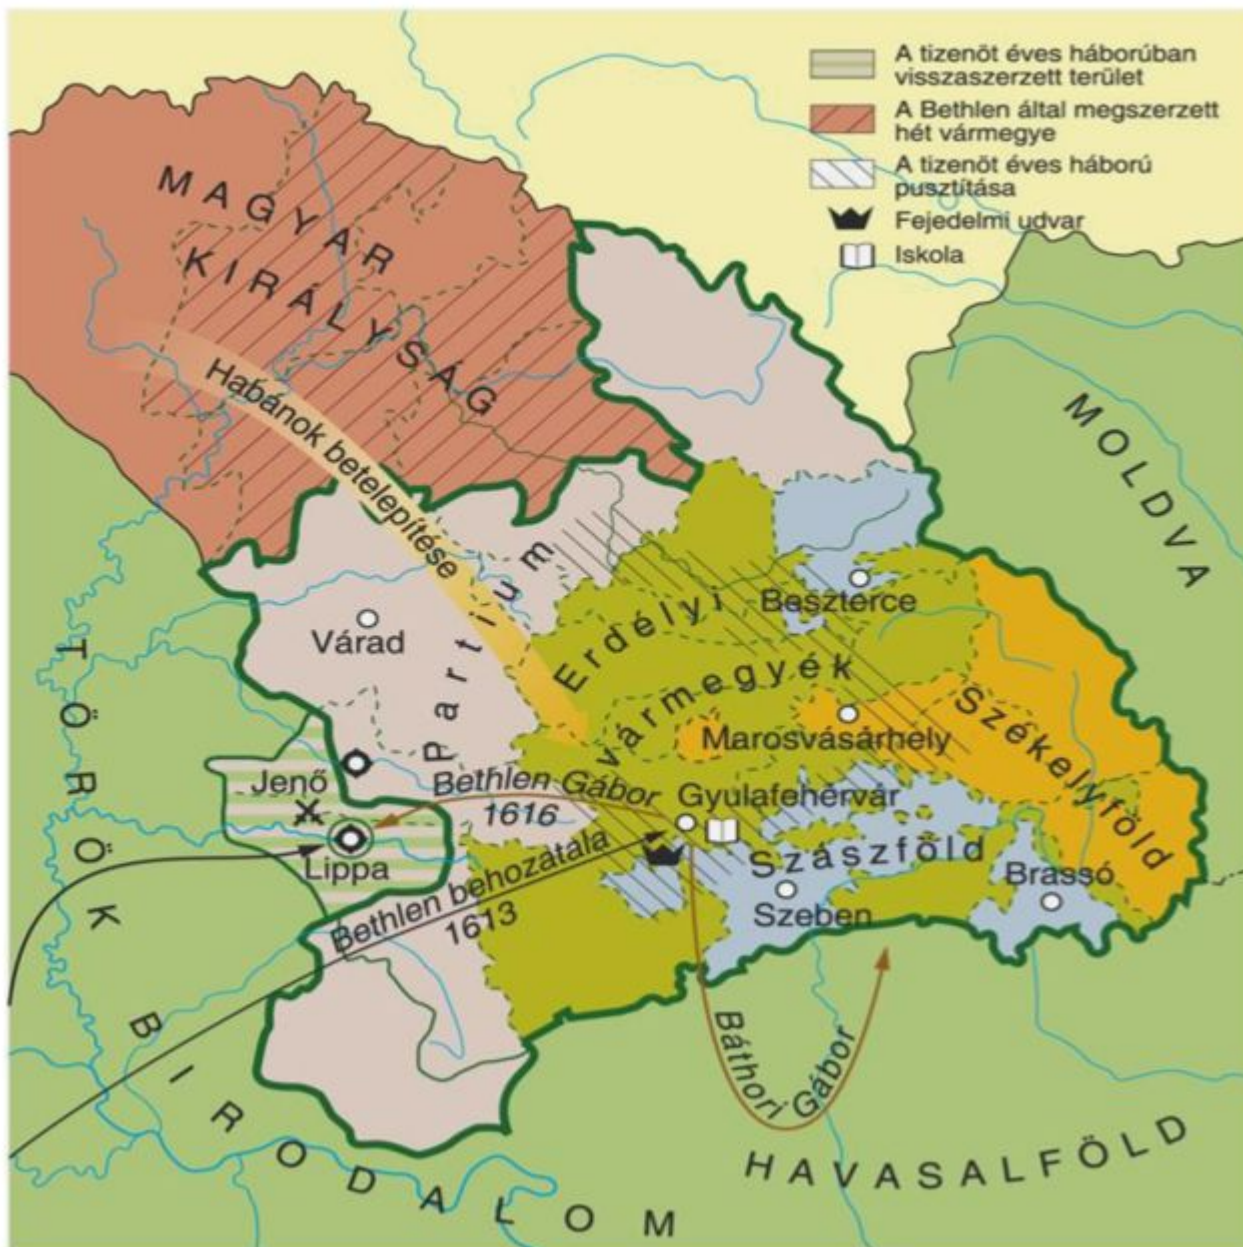 A tizenöt éves háborúban
visszaszerzett terület
A Bethlen által megszerzett
hét vármegye
A tizenöt éves háború
pusztítása
Fejedelmi udvar
Iskola
MAGYAR
KIRÁLYSÁG
Habánok betelepítése
MOLDVA
TÖRÖK
BIRODALOM
Várad
Partium
Erdélyi
vármegyék
Beszterce
Székelyföld
Marosvásárhely
Jenő
Bethlen Gábor
1616
Gyulafehérvár
Lippa
Bethlen behozátála
1613
Szászföld
Szeben
Brassó
Báthori Gábor
HAVASALFÖLD